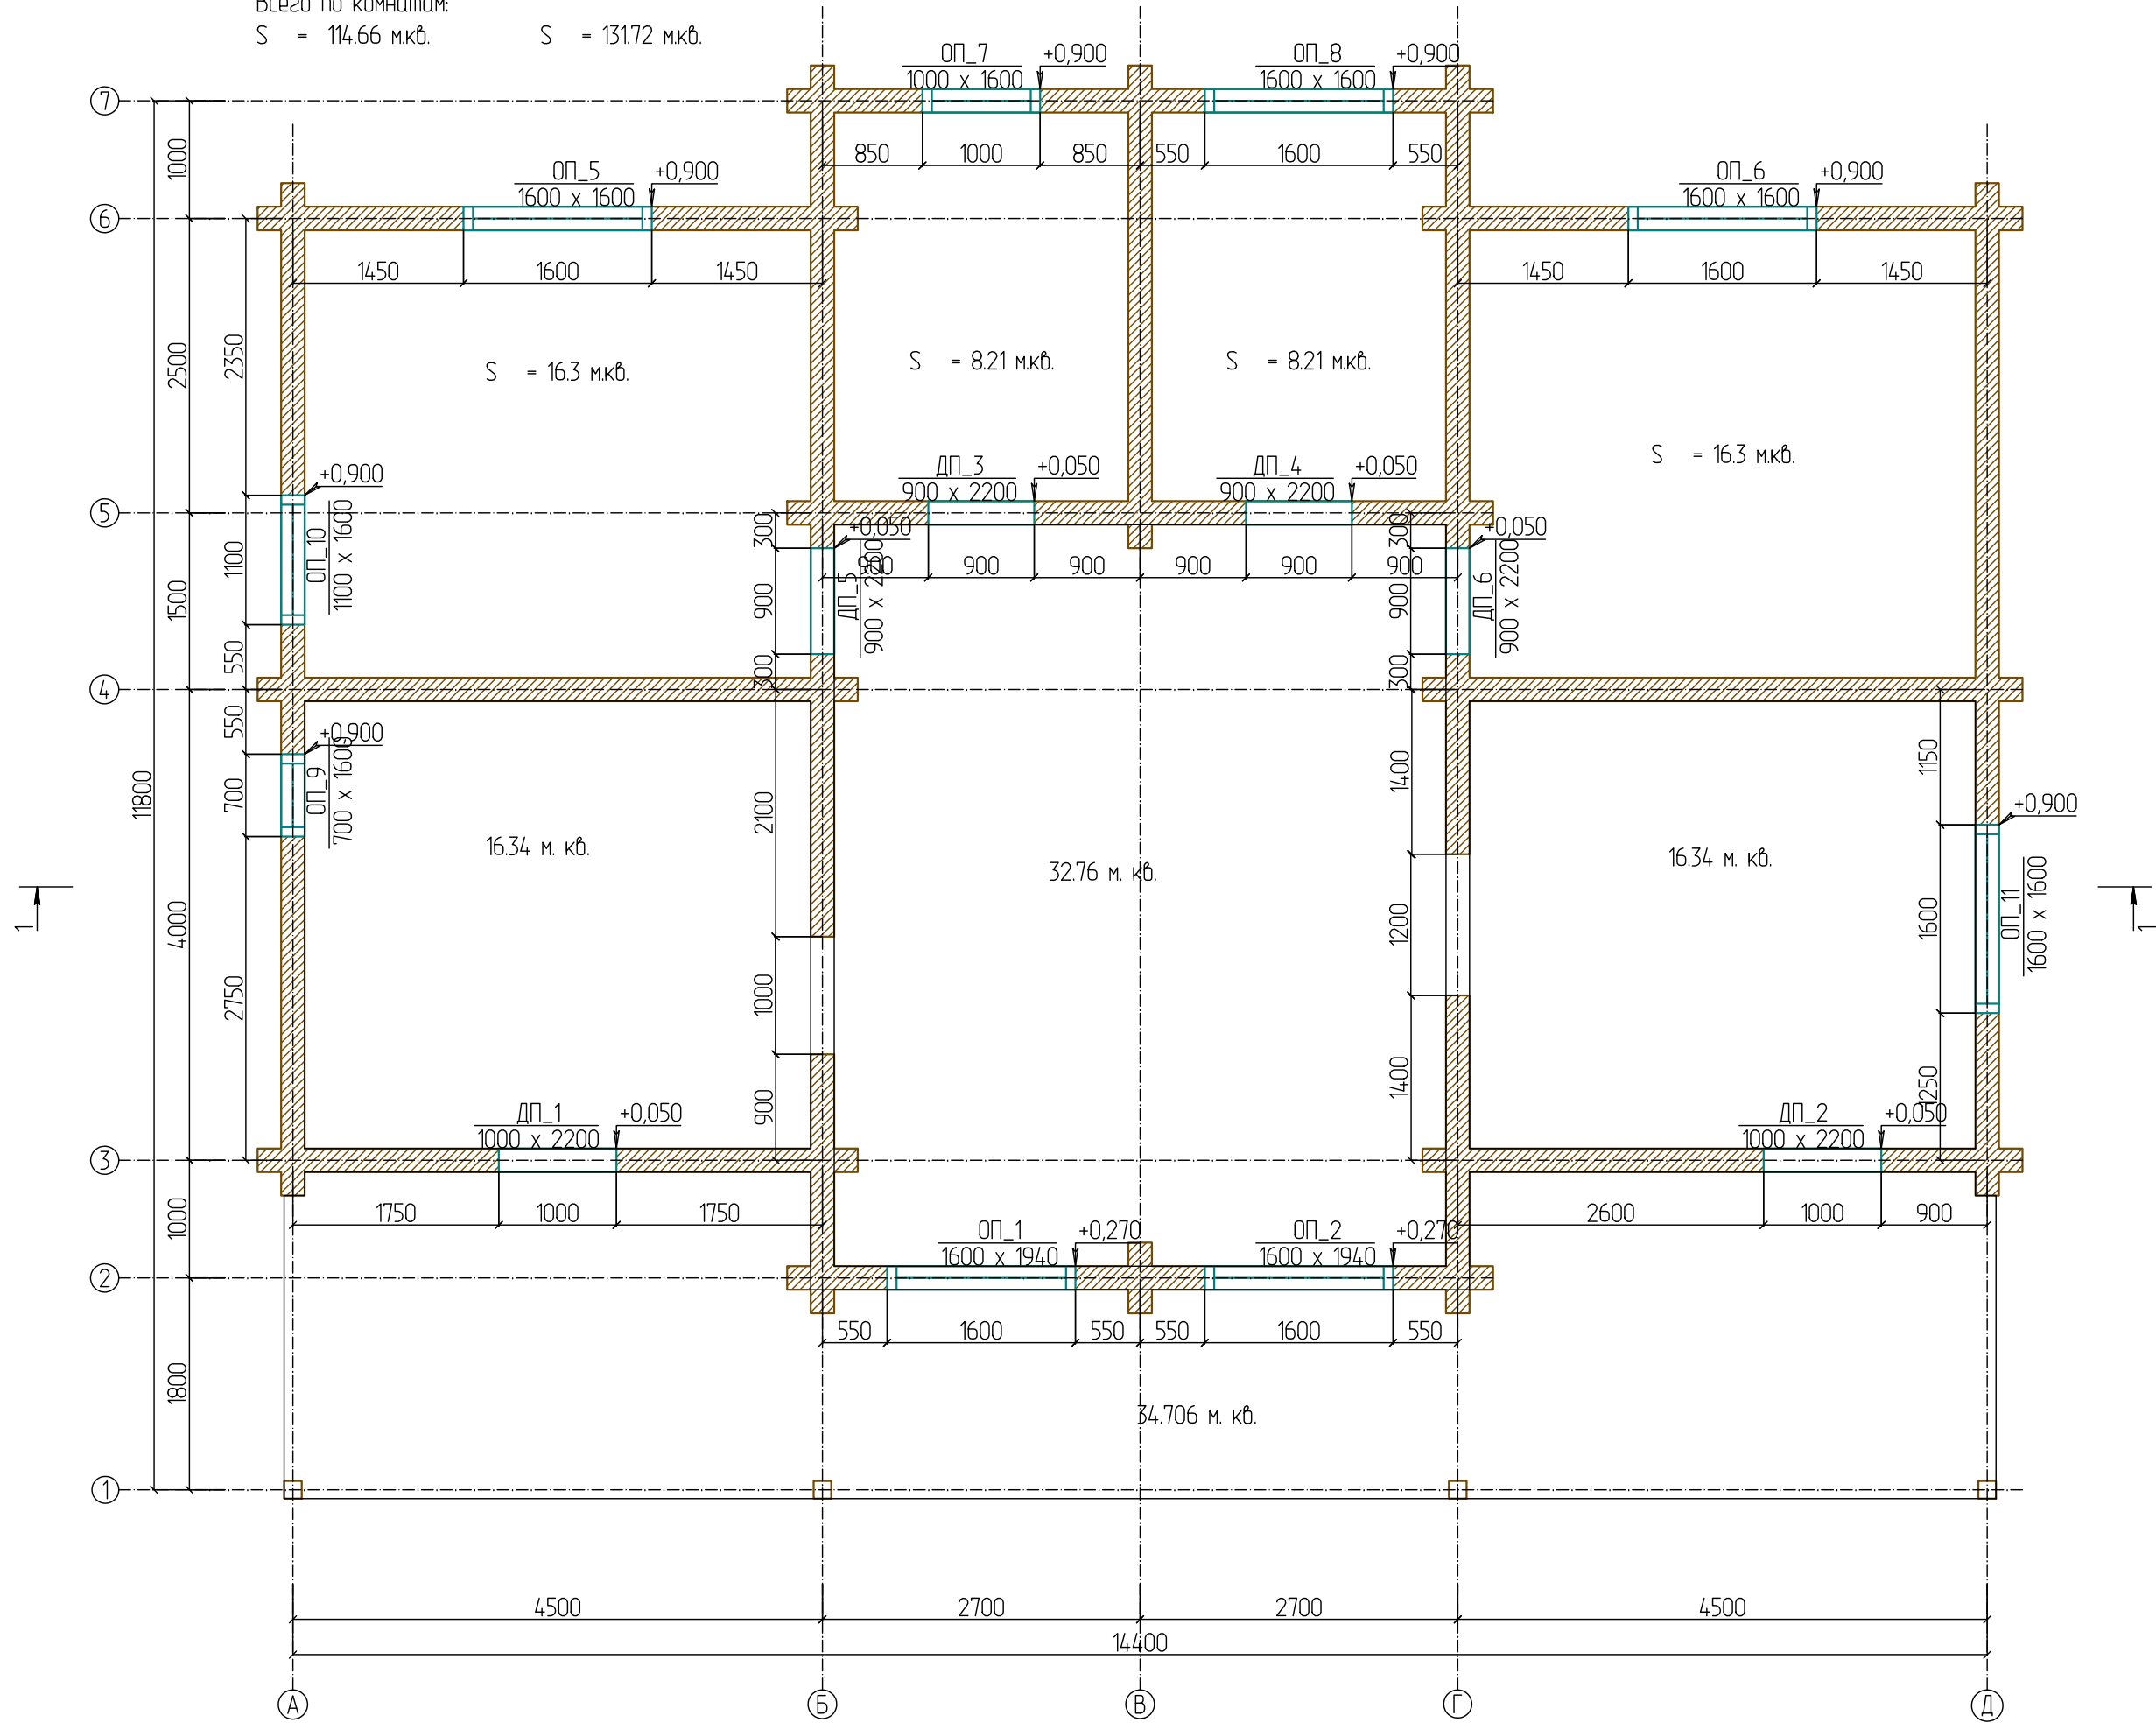 Всего по комнатам:
S = 114.66 м.кв. S = 131.72 м.кв.
ОП_7 +0,900 ОП_8 +0,900
1000 х 1600 1600 х 1600
7
850 1000 850 550 1600 550
1000
ОП_5 +0,900 ОП_6 +0,900
1600 х 1600 1600 х 1600
6
1450 1600 1450 1450 1600 1450
2500 2350
S = 16.3 м.кв. S = 8.21 м.кв. S = 8.21 м.кв.
S = 16.3 м.кв.
ДП_3 +0,050 ДП_4 +0,050
900 х 2200 900 х 2200
+0,900
5
ОП_10
1100 х 1600
1500 1100 550
+0,050 +0,050
300 900 300 300 900 300
900 900 900 900 900 900
ДП_5
900 х 2200
ДП_6
900 х 2200
4
+0,900
550 700
ОП_9
700 х 1600
11800 4000 2750
2100 1000 900
1400 1200 1400
1150 1600 1250
+0,900
ОП_11
1600 х 1600
16.34 м. кв. 32.76 м. кв. 16.34 м. кв.
1 1
ДП_1 +0,050 ДП_2 +0,050
1000 х 2200 1000 х 2200
3
1750 1000 1750 2600 1000 900
1000
ОП_1 +0,270 ОП_2 +0,270
1600 х 1940 1600 х 1940
2
550 1600 550 550 1600 550
1800
34.706 м. кв.
1
4500 2700 2700 4500
14400
А Б В Г Д